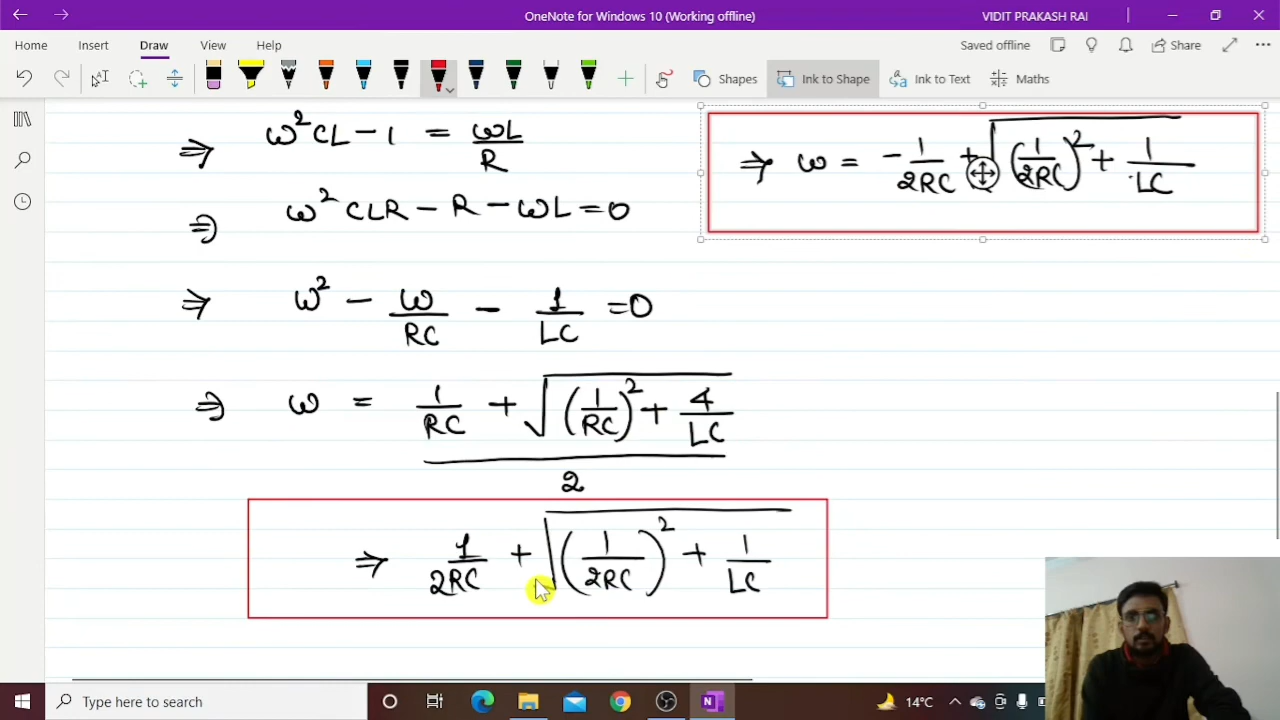 OneNote for Windows 10 (Working offline)
VIDIT PRAKASH RAI
Home Insert Draw View Help
Saved offline
Share
Shapes
Ink to Shape
Ink to Text
Maths
⇒ ω²CL - 1 = ωL/R
⇒ ω²CLR - R - ωL = 0
⇒ ω² - ω/RC - 1/LC = 0
⇒ ω = (1/RC + √((1/RC)² + 4/LC))/2
⇒ 1/2RC + √((1/2RC)² + 1/LC)
⇒ ω = -1/2RC + √((1/2RC)² + 1/LC)
Type here to search
14°C